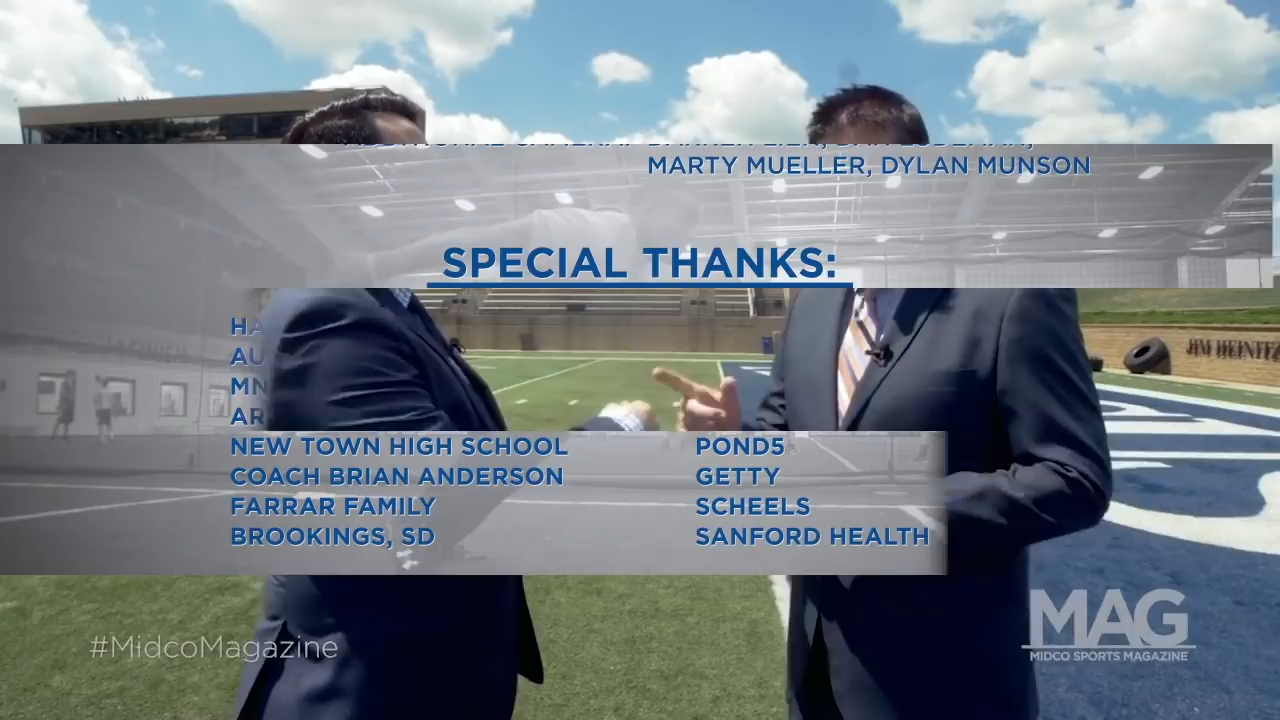 MARTY MUELLER, DYLAN MUNSON
SPECIAL THANKS:
NEW TOWN HIGH SCHOOL
COACH BRIAN ANDERSON
FARRAR FAMILY
BROOKINGS, SD
POND5
GETTY
SCHEELS
SANFORD HEALTH
#MidcoMagazine
MAG
MIDCO SPORTS MAGAZINE